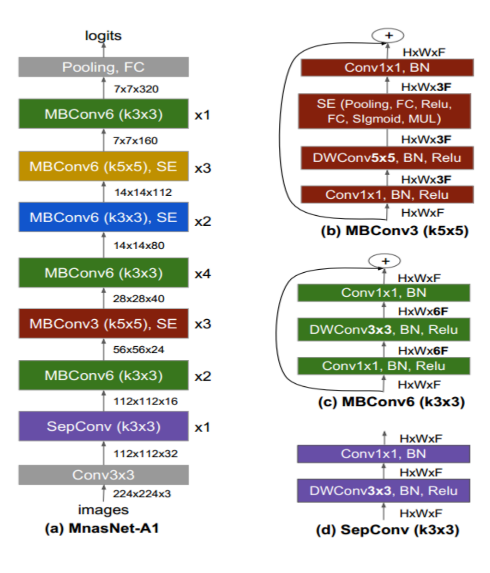 logits
Pooling, FC
7x7x320
MBConv6 (k3x3) x1
7x7x160
MBConv6 (k5x5), SE x3
14x14x112
MBConv6 (k3x3), SE x2
14x14x80
MBConv6 (k3x3) x4
28x28x40
MBConv3 (k5x5), SE x3
56x56x24
MBConv6 (k3x3) x2
112x112x16
SepConv (k3x3) x1
112x112x32
Conv3x3
224x224x3
images
(a) MnasNet-A1
+
HxWxF
Conv1x1, BN
HxWx3F
SE (Pooling, FC, Relu,
FC, SIgmoid, MUL)
HxWx3F
DWConv5x5, BN, Relu
HxWx3F
Conv1x1, BN, Relu
HxWxF
(b) MBConv3 (k5x5)
+
HxWxF
Conv1x1, BN
HxWx6F
DWConv3x3, BN, Relu
HxWx6F
Conv1x1, BN, Relu
HxWxF
(c) MBConv6 (k3x3)
HxWxF
Conv1x1, BN
HxWxF
DWConv3x3, BN, Relu
HxWxF
(d) SepConv (k3x3)